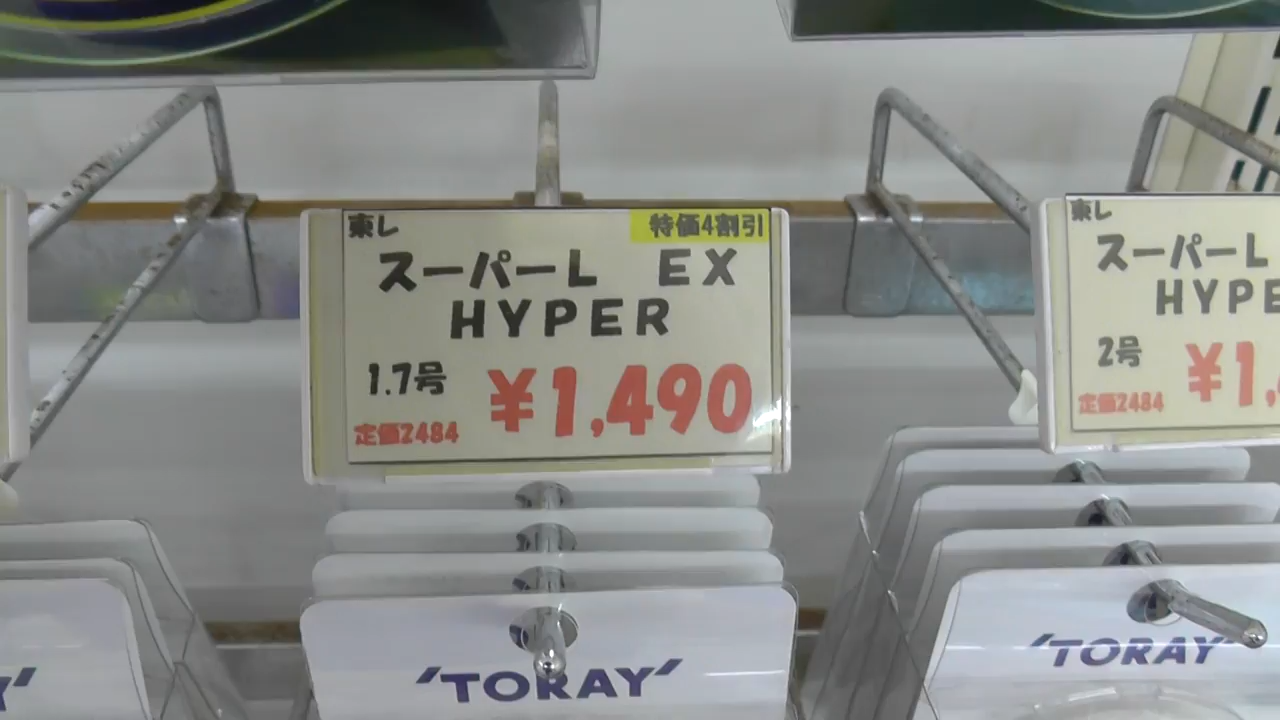 東レ 特価4割引
スーパーL EX
HYPER
1.7号 ¥1,490
定価2484
東レ
スーパーL
HYPE
2号 ¥1,
定価2484
'TORAY'
'TORAY'